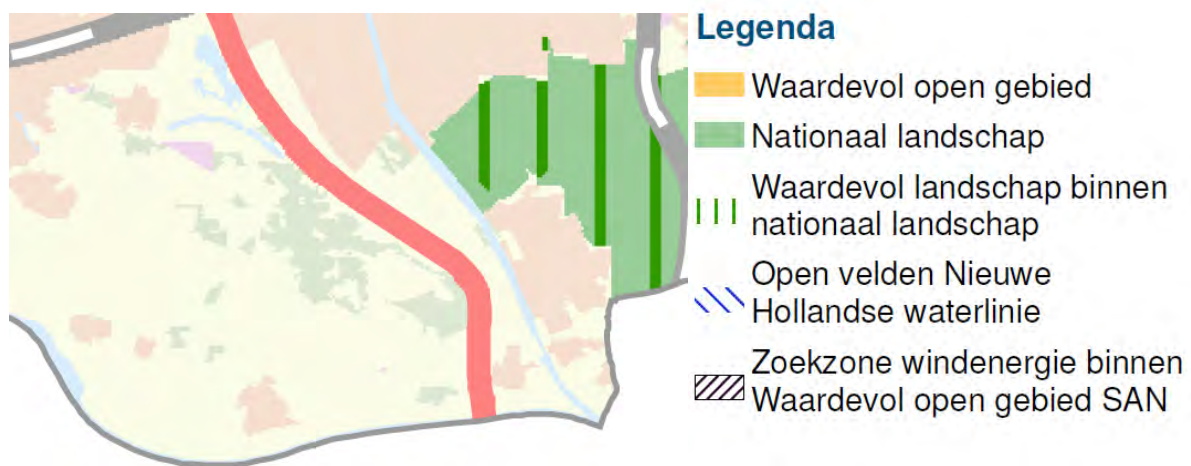 Legenda
Waardevol open gebied
Nationaal landschap
Waardevol landschap binnen
nationaal landschap
Open velden Nieuwe
Hollandse waterlinie
Zoekzone windenergie binnen
Waardevol open gebied SAN